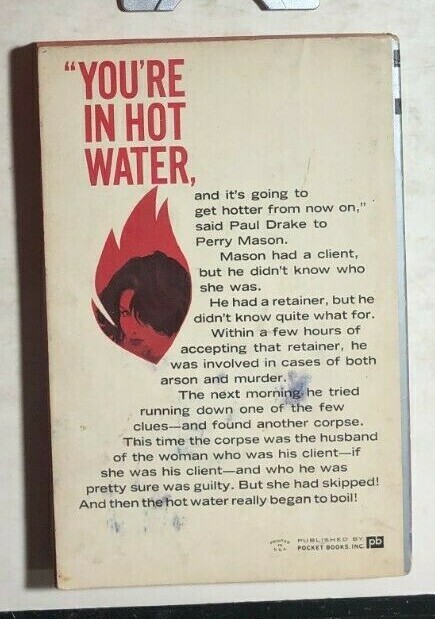 “YOU'RE
IN HOT
WATER,
and it's going to
get hotter from now on,”
said Paul Drake to
Perry Mason.
Mason had a client,
but he didn't know who
she was.
He had a retainer, but he
didn't know quite what for.
Within a few hours of
accepting that retainer, he
was involved in cases of both
arson and murder.
The next morning he tried
running down one of the few
clues—and found another corpse.
This time the corpse was the husband
of the woman who was his client—if
she was his client—and who he was
pretty sure was guilty. But she had skipped!
And then the hot water really began to boil!
PRINTED
IN
U.S.A.
PUBLISHED BY
POCKET BOOKS, INC.
pb